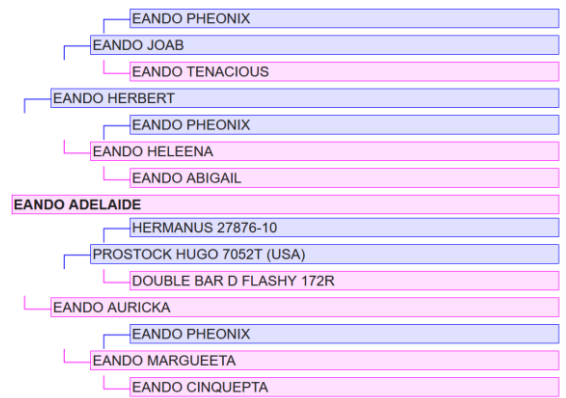 EANDO PHEONIX
EANDO JOAB
EANDO TENACIOUS
EANDO HERBERT
EANDO PHEONIX
EANDO HELEENA
EANDO ABIGAIL
EANDO ADELAIDE
HERMANUS 27876-10
PROSTOCK HUGO 7052T (USA)
DOUBLE BAR D FLASHY 172R
EANDO AURICKA
EANDO PHEONIX
EANDO MARGUEETA
EANDO CINQUEPTA